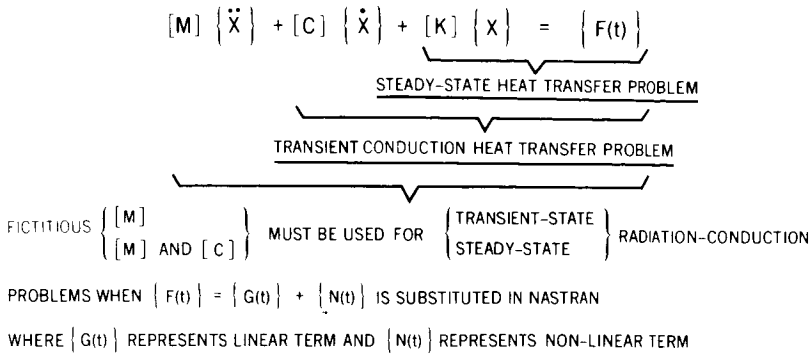 [M] {Ẍ} + [C] {Ẋ} + [K] {X} = {F(t)}
STEADY-STATE HEAT TRANSFER PROBLEM
TRANSIENT CONDUCTION HEAT TRANSFER PROBLEM
FICTITIOUS { [M] / [M] AND [C] } MUST BE USED FOR { TRANSIENT-STATE / STEADY-STATE } RADIATION-CONDUCTION
PROBLEMS WHEN {F(t)} = {G(t)} + {N(t)} IS SUBSTITUTED IN NASTRAN
WHERE {G(t)} REPRESENTS LINEAR TERM AND {N(t)} REPRESENTS NON-LINEAR TERM